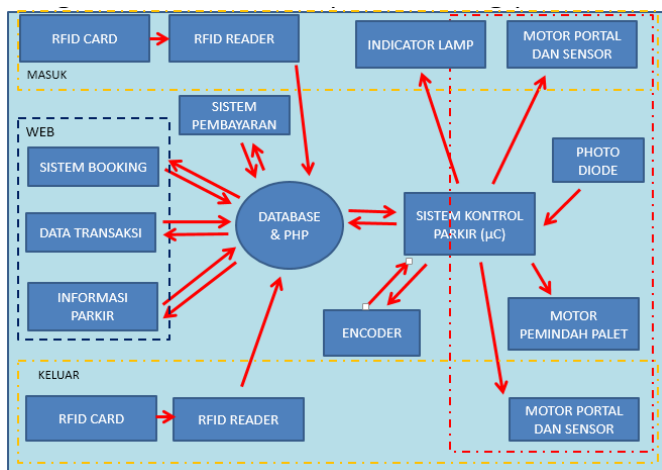 RFID CARD
RFID READER
INDICATOR LAMP
MOTOR PORTAL
DAN SENSOR
MASUK
SISTEM
PEMBAYARAN
WEB
SISTEM BOOKING
PHOTO
DIODE
DATA TRANSAKSI
DATABASE
& PHP
SISTEM KONTROL
PARKIR (µC)
INFORMASI
PARKIR
ENCODER
MOTOR
PEMINDAH PALET
KELUAR
RFID CARD
RFID READER
MOTOR PORTAL
DAN SENSOR